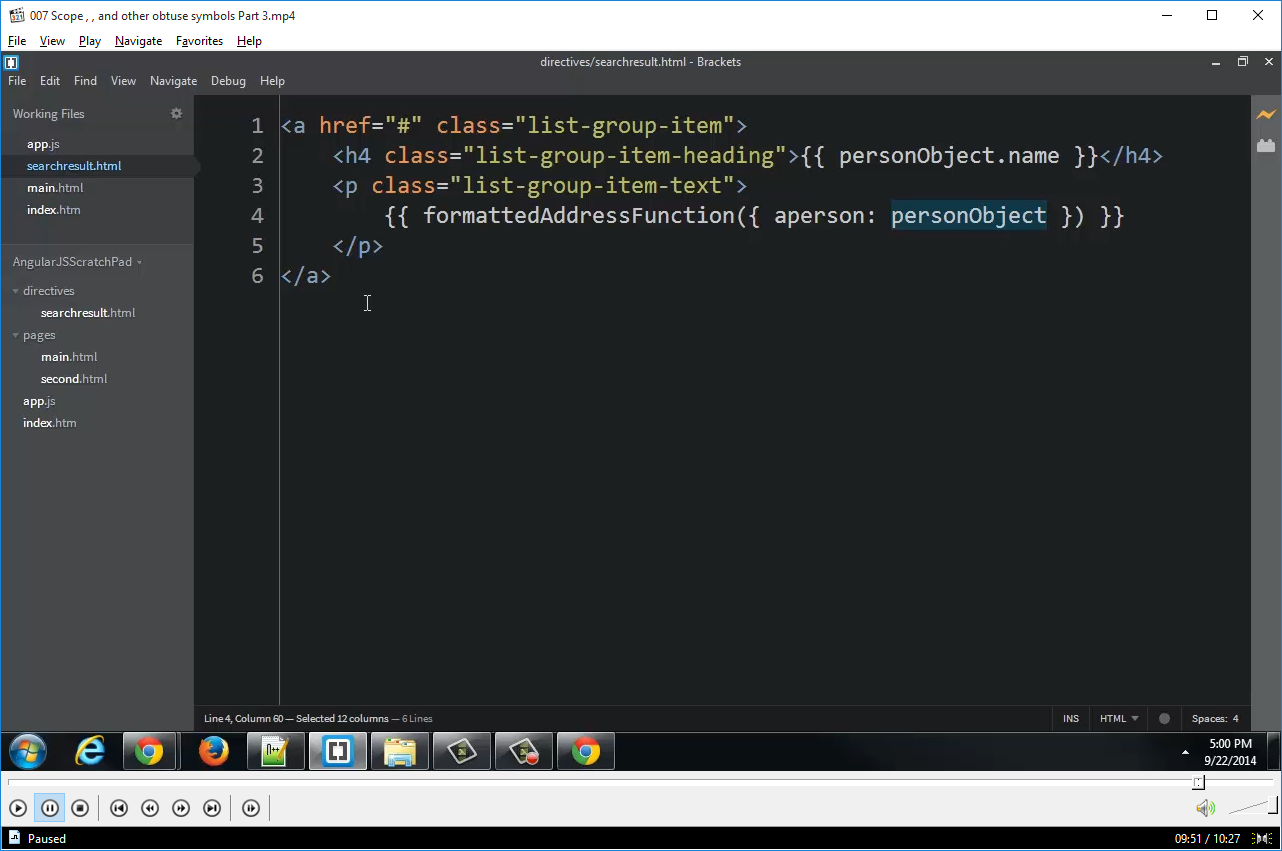 007 Scope , , and other obtuse symbols Part 3.mp4
File View Play Navigate Favorites Help
directives/searchresult.html - Brackets
File Edit Find View Navigate Debug Help
Working Files
app.js
searchresult.html
main.html
index.htm
AngularJSScratchPad
directives
searchresult.html
pages
main.html
second.html
app.js
index.htm
1 <a href="#" class="list-group-item">
2 <h4 class="list-group-item-heading">{{ personObject.name }}</h4>
3 <p class="list-group-item-text">
4 {{ formattedAddressFunction({ aperson: personObject }) }}
5 </p>
6 </a>
Line 4, Column 60 — Selected 12 columns — 6 Lines
INS HTML Spaces: 4
5:00 PM
9/22/2014
Paused
09:51 / 10:27